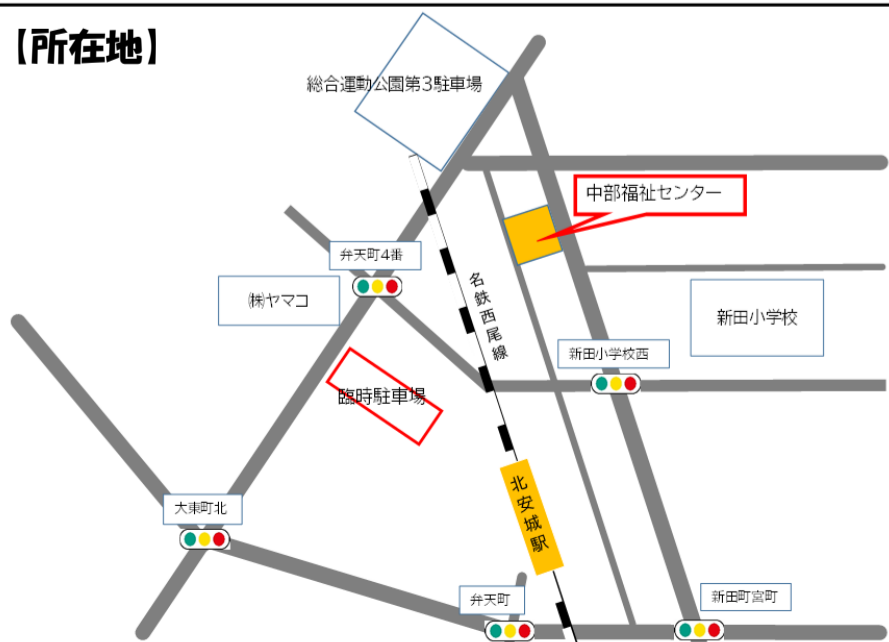 【所在地】
総合運動公園第3駐車場
中部福祉センター
弁天町4番
㈱ヤマコ
名鉄西尾線
新田小学校
新田小学校西
臨時駐車場
北安城駅
大東町北
弁天町
新田町宮町